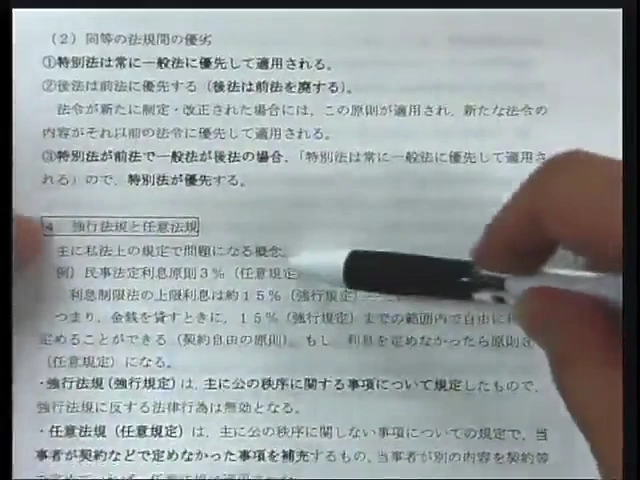 (2) 同等の法規間の優劣
①特別法は常に一般法に優先して適用される。
②後法は前法に優先する(後法は前法を廃する)。
法令が新たに制定・改正された場合には、この原則が適用され、新たな法令の
内容がそれ以前の法令に優先して適用される。
③特別法が前法で一般法が後法の場合、「特別法は常に一般法に優先して適用さ
れる」ので、特別法が優先する。
4 強行法規と任意法規
主に私法上の規定で問題になる概念。
例)民事法定利息原則3%(任意規定
利息制限法の上限利息は約15%(強行規定)
つまり、金銭を貸すときに、15%(強行規定)までの範囲内で自由に
定めることができる(契約自由の原則)。もし 利息を定めなかったら原則3
(任意規定)になる。
・強行法規(強行規定)は、主に公の秩序に関する事項について規定したもので、
強行法規に反する法律行為は無効となる。
・任意法規(任意規定)は、主に公の秩序に関しない事項についての規定で、当
事者が契約などで定めなかった事項を補充するもの。当事者が別の内容を契約等